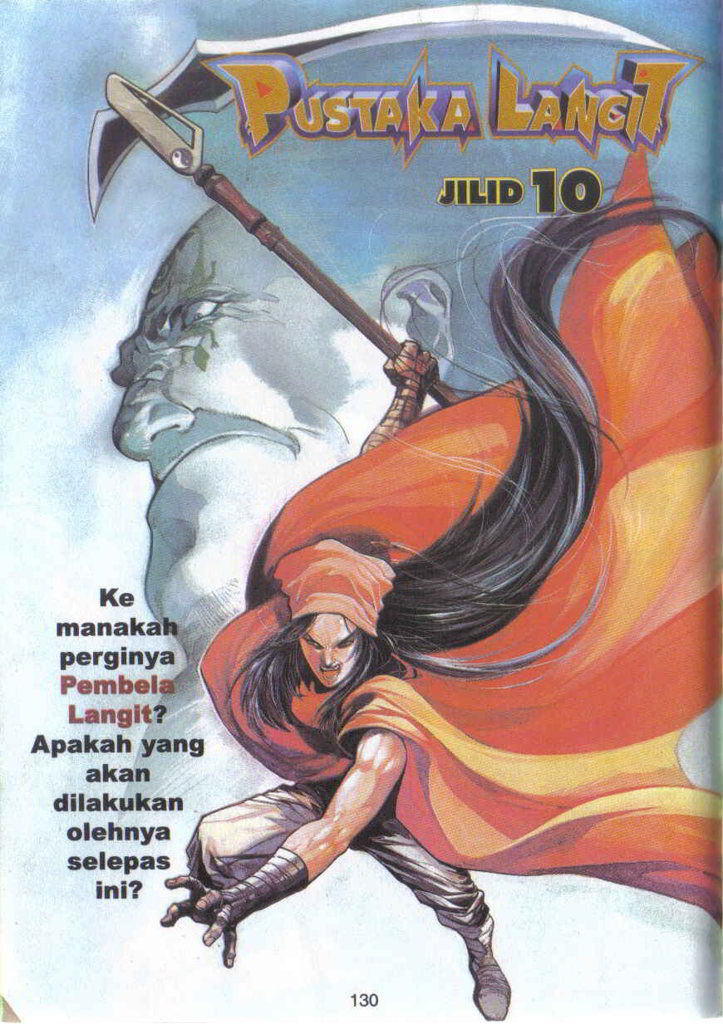 PUSTAKA LANGIT
JILID 10
Ke
manakah
perginya
Pembela
Langit?
Apakah yang
akan
dilakukan
olehnya
selepas
ini?
130